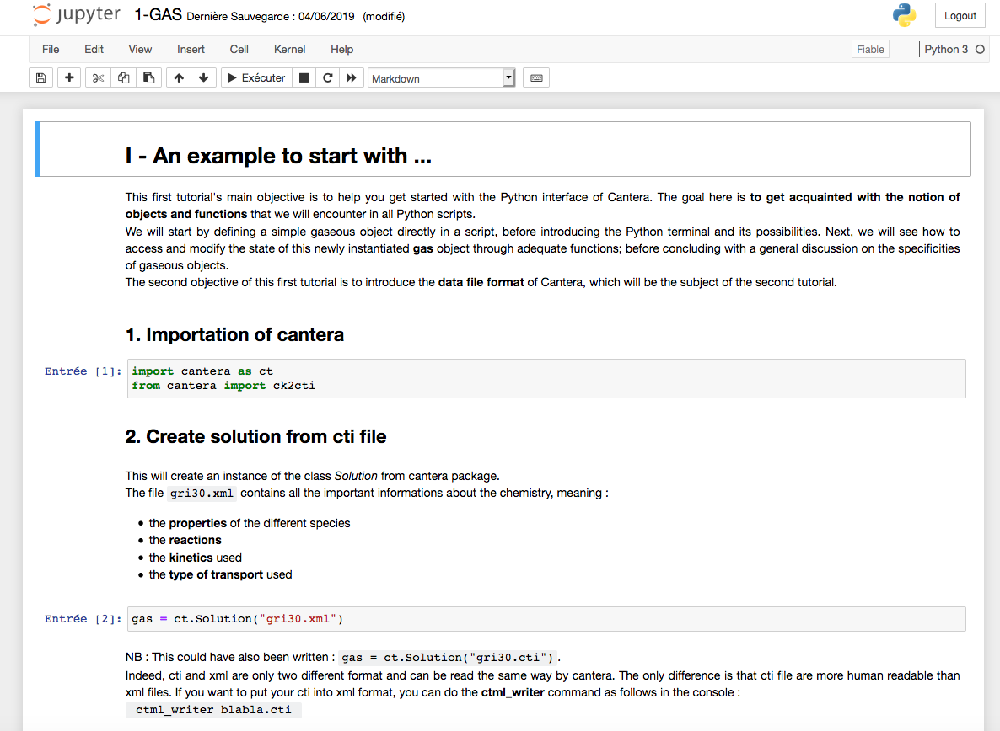 jupyter 1-GAS Dernière Sauvegarde : 04/06/2019 (modifié) Logout
File Edit View Insert Cell Kernel Help Fiable Python 3
Exécuter Markdown
I - An example to start with ...
This first tutorial's main objective is to help you get started with the Python interface of Cantera. The goal here is to get acquainted with the notion of
objects and functions that we will encounter in all Python scripts.
We will start by defining a simple gaseous object directly in a script, before introducing the Python terminal and its possibilities. Next, we will see how to
access and modify the state of this newly instantiated gas object through adequate functions; before concluding with a general discussion on the specificities
of gaseous objects.
The second objective of this first tutorial is to introduce the data file format of Cantera, which will be the subject of the second tutorial.
1. Importation of cantera
Entrée [1]: import cantera as ct
from cantera import ck2cti
2. Create solution from cti file
This will create an instance of the class Solution from cantera package.
The file gri30.xml contains all the important informations about the chemistry, meaning :
• the properties of the different species
• the reactions
• the kinetics used
• the type of transport used
Entrée [2]: gas = ct.Solution("gri30.xml")
NB : This could have also been written : gas = ct.Solution("gri30.cti").
Indeed, cti and xml are only two different format and can be read the same way by cantera. The only difference is that cti file are more human readable than
xml files. If you want to put your cti into xml format, you can do the ctml_writer command as follows in the console :
ctml_writer blabla.cti